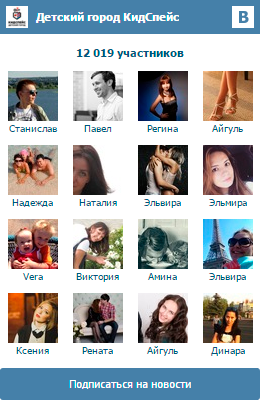 Детский город КидСпейс
В
12 019 участников
Станислав Павел Регина Айгуль
Надежда Наталия Эльвира Эльмира
Vera Виктория Амина Эльвира
Ксения Рената Айгуль Динара
Подписаться на новости